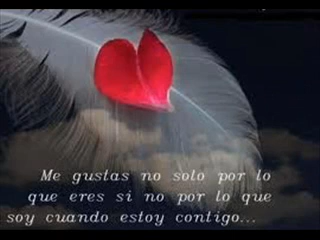 Me gustas no solo por lo
que eres si no por lo que
soy cuando estoy contigo...